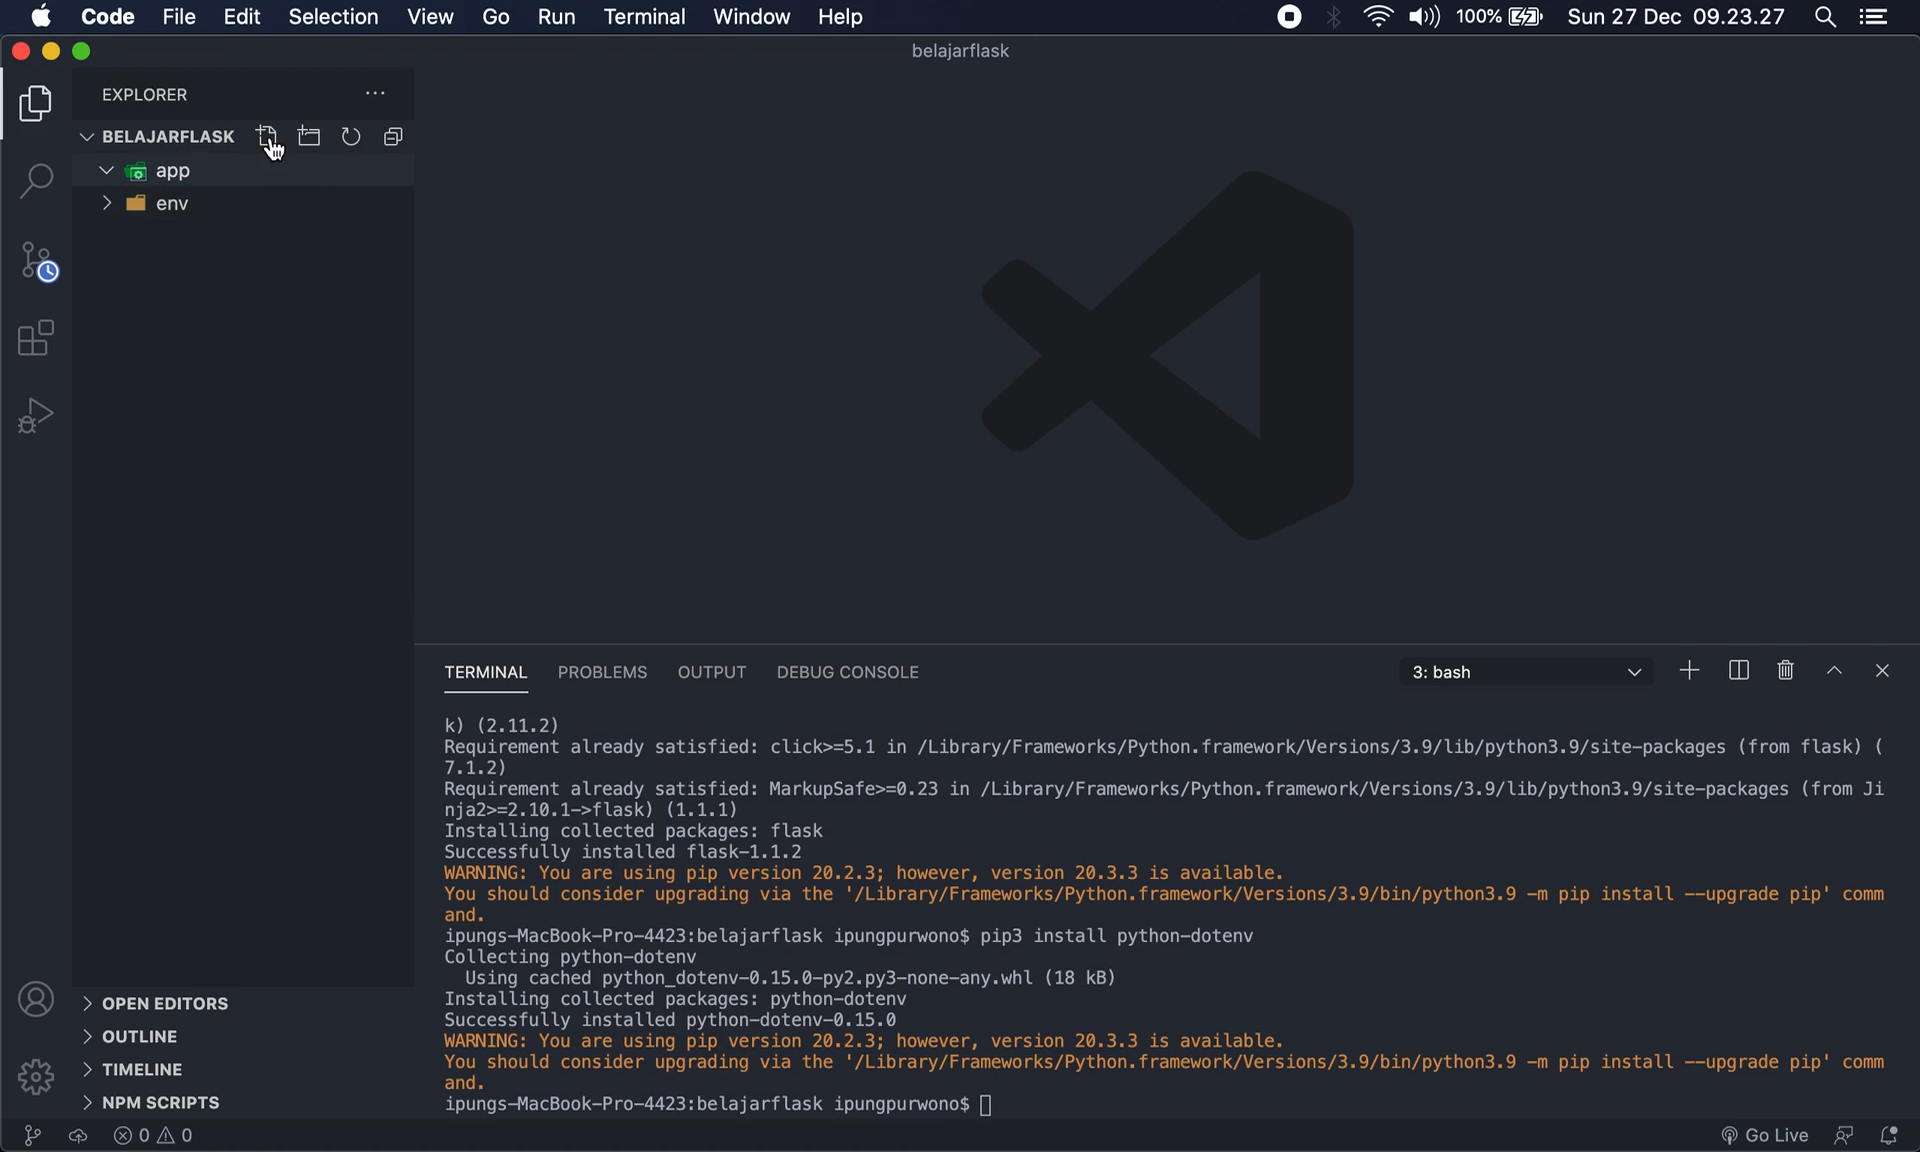 Code File Edit Selection View Go Run Terminal Window Help 100% Sun 27 Dec 09.23.27
belajarflask
EXPLORER
BELAJARFLASK
app
env
OPEN EDITORS
OUTLINE
TIMELINE
NPM SCRIPTS
TERMINAL PROBLEMS OUTPUT DEBUG CONSOLE 3: bash
k) (2.11.2)
Requirement already satisfied: click>=5.1 in /Library/Frameworks/Python.framework/Versions/3.9/lib/python3.9/site-packages (from flask) (
7.1.2)
Requirement already satisfied: MarkupSafe>=0.23 in /Library/Frameworks/Python.framework/Versions/3.9/lib/python3.9/site-packages (from Ji
nja2>=2.10.1->flask) (1.1.1)
Installing collected packages: flask
Successfully installed flask-1.1.2
WARNING: You are using pip version 20.2.3; however, version 20.3.3 is available.
You should consider upgrading via the '/Library/Frameworks/Python.framework/Versions/3.9/bin/python3.9 -m pip install --upgrade pip' comm
and.
ipungs-MacBook-Pro-4423:belajarflask ipungpurwono$ pip3 install python-dotenv
Collecting python-dotenv
  Using cached python_dotenv-0.15.0-py2.py3-none-any.whl (18 kB)
Installing collected packages: python-dotenv
Successfully installed python-dotenv-0.15.0
WARNING: You are using pip version 20.2.3; however, version 20.3.3 is available.
You should consider upgrading via the '/Library/Frameworks/Python.framework/Versions/3.9/bin/python3.9 -m pip install --upgrade pip' comm
and.
ipungs-MacBook-Pro-4423:belajarflask ipungpurwono$
0 0 Go Live